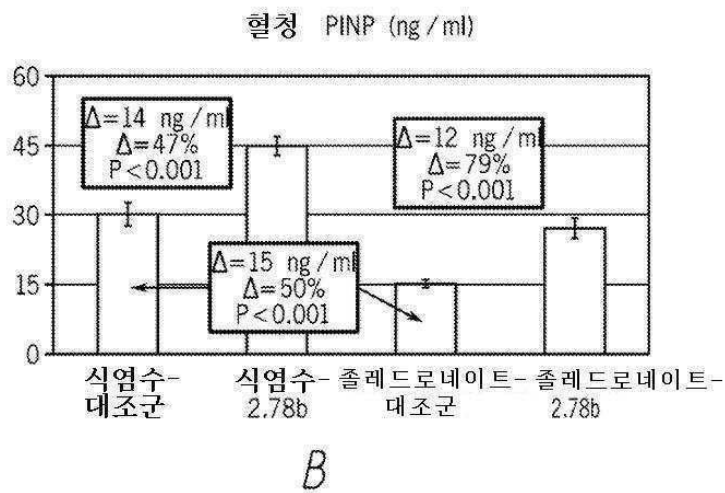 혈청 PINP (ng / ml)
60
45
30
15
0
Δ=14 ng / ml
Δ=47%
P<0.001
Δ=12 ng / ml
Δ=79%
P<0.001
Δ=15 ng / ml
Δ=50%
P<0.001
식염수- 식염수- 졸레드로네이트- 졸레드로네이트-
대조군 2.78b 대조군 2.78b
B